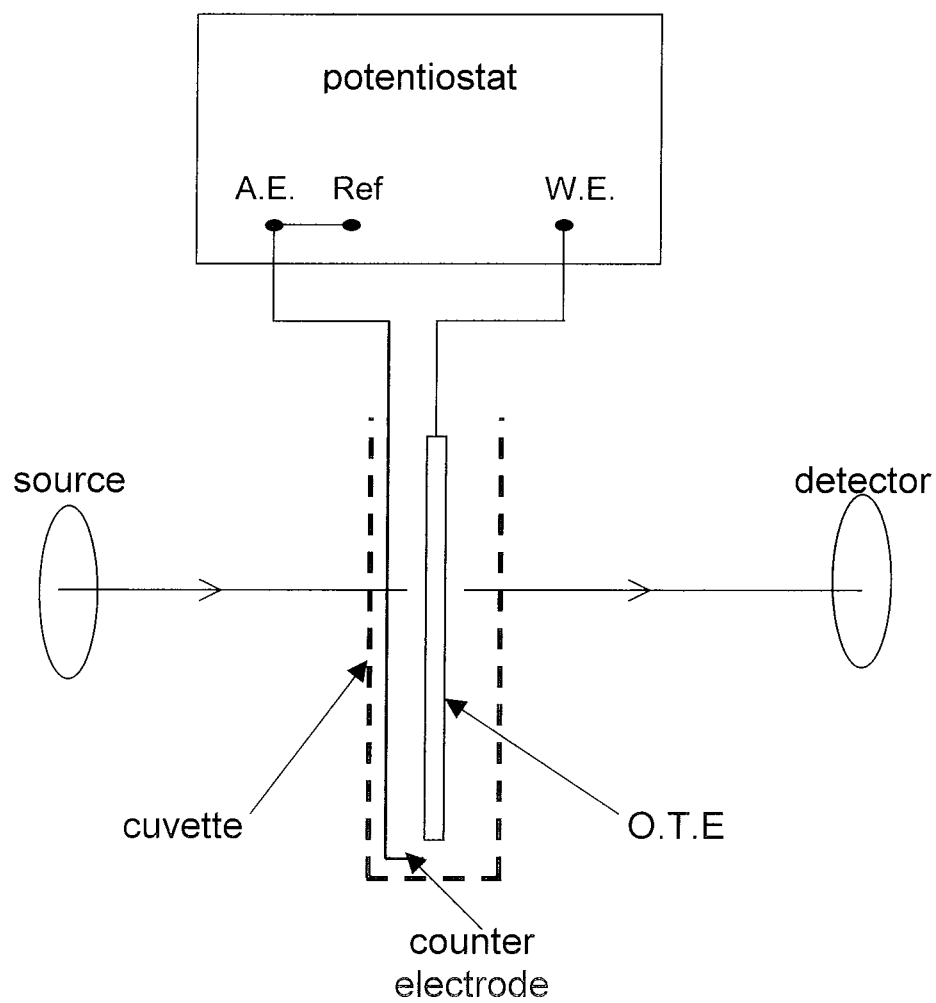 potentiostat
A.E. Ref W.E.
source
detector
cuvette
O.T.E
counter
electrode